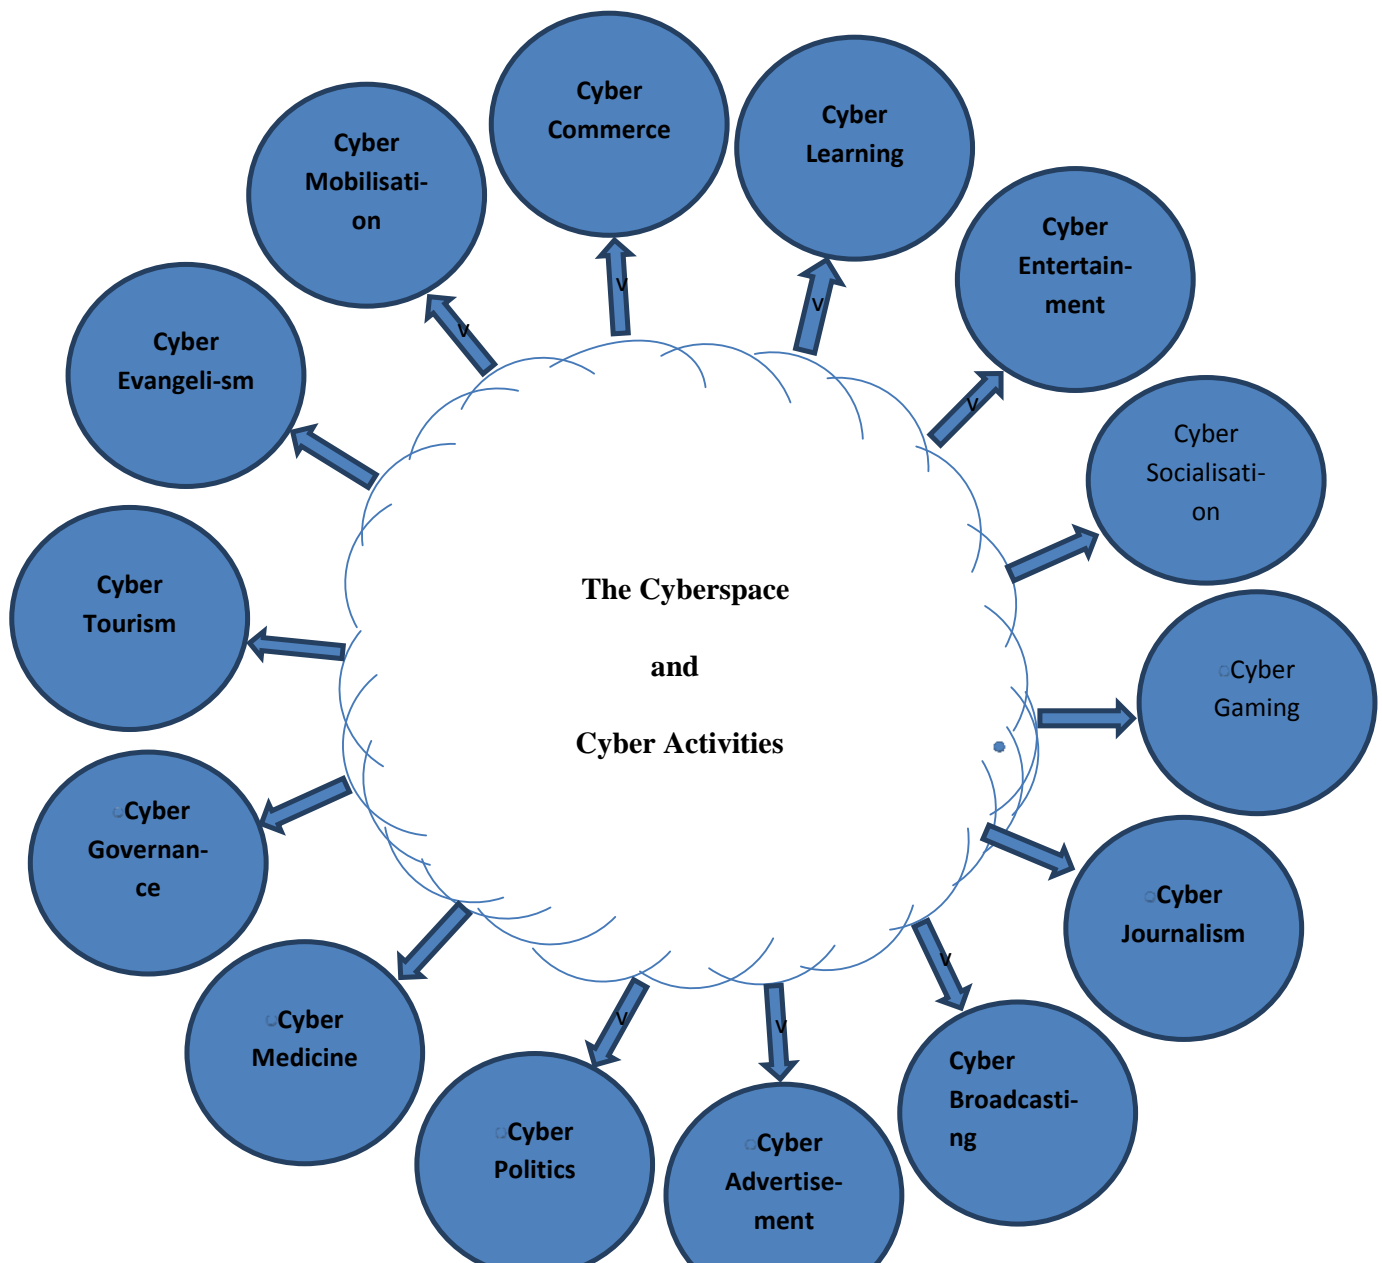 Cyber
Commerce
Cyber
Learning
Cyber
Mobilisati-
on
Cyber
Entertain-
ment
Cyber
Evangeli-sm
Cyber
Socialisati-
on
Cyber
Tourism
Cyber
Gaming
Cyber
Governan-
ce
Cyber
Journalism
Cyber
Medicine
Cyber
Broadcasti-
ng
Cyber
Politics
Cyber
Advertise-
ment
The Cyberspace
and
Cyber Activities
v
v
v
v
v
v
v